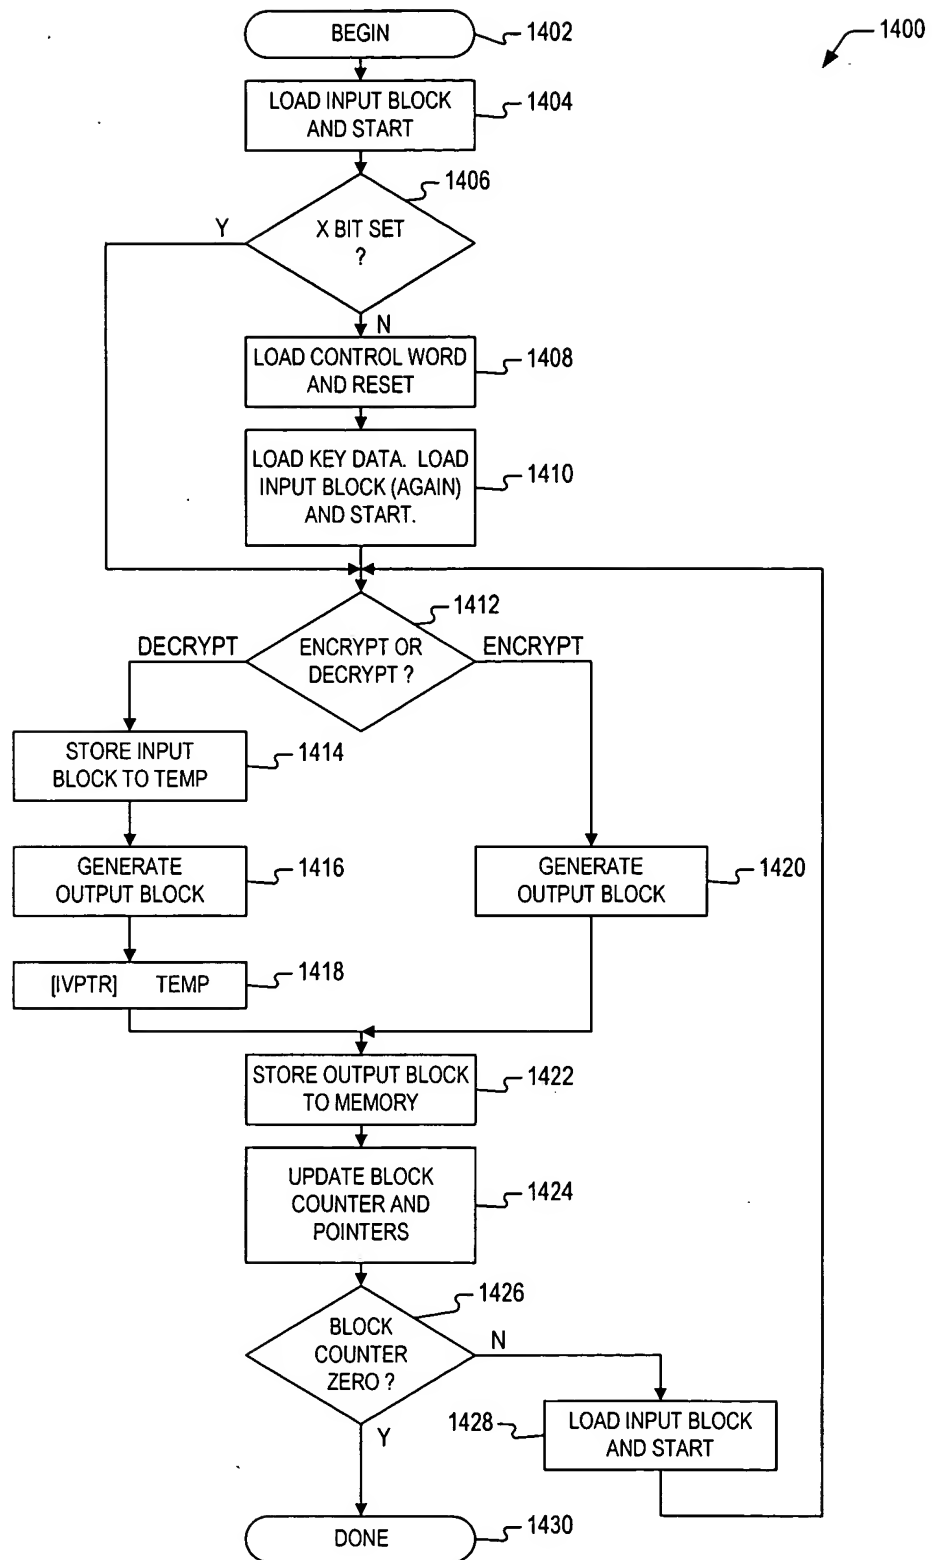 BEGIN
1402
1400
LOAD INPUT BLOCK
AND START
1404
1406
X BIT SET
?
Y
N
LOAD CONTROL WORD
AND RESET
1408
LOAD KEY DATA. LOAD
INPUT BLOCK (AGAIN)
AND START.
1410
1412
ENCRYPT OR
DECRYPT ?
DECRYPT
ENCRYPT
STORE INPUT
BLOCK TO TEMP
1414
GENERATE
OUTPUT BLOCK
1416
GENERATE
OUTPUT BLOCK
1420
[IVPTR] TEMP
1418
STORE OUTPUT BLOCK
TO MEMORY
1422
UPDATE BLOCK
COUNTER AND
POINTERS
1424
1426
BLOCK
COUNTER
ZERO ?
N
Y
1428
LOAD INPUT BLOCK
AND START
DONE
1430